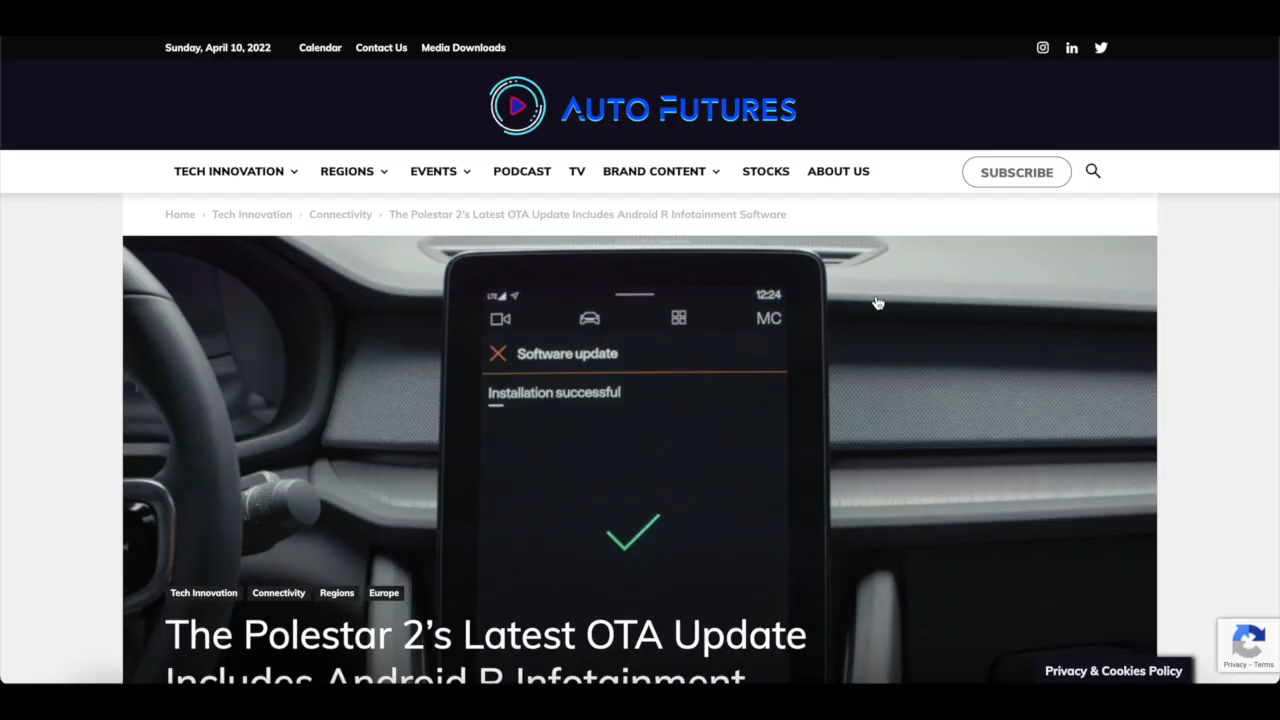 Sunday, April 10, 2022 Calendar Contact Us Media Downloads
AUTO FUTURES
TECH INNOVATION REGIONS EVENTS PODCAST TV BRAND CONTENT STOCKS ABOUT US SUBSCRIBE
Home › Tech Innovation › Connectivity › The Polestar 2's Latest OTA Update Includes Android R Infotainment Software
LTE 12:24
MC
Software update
Installation successful
Tech Innovation Connectivity Regions Europe
The Polestar 2’s Latest OTA Update
Includes Android R Infotainment
Privacy - Terms
Privacy & Cookies Policy